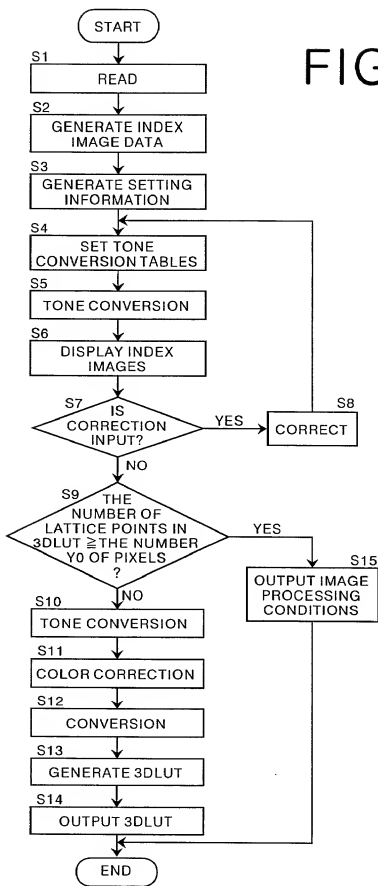 START
FIG
S1
READ
S2
GENERATE INDEX
IMAGE DATA
S3
GENERATE SETTING
INFORMATION
S4
SET TONE
CONVERSION TABLES
S5
TONE CONVERSION
S6
DISPLAY INDEX
IMAGES
S7
IS
CORRECTION
INPUT?
YES
S8
CORRECT
NO
S9
THE
NUMBER OF
LATTICE POINTS IN
3DLUT ≧ THE NUMBER
Y0 OF PIXELS
?
YES
S15
OUTPUT IMAGE
PROCESSING
CONDITIONS
NO
S10
TONE CONVERSION
S11
COLOR CORRECTION
S12
CONVERSION
S13
GENERATE 3DLUT
S14
OUTPUT 3DLUT
END